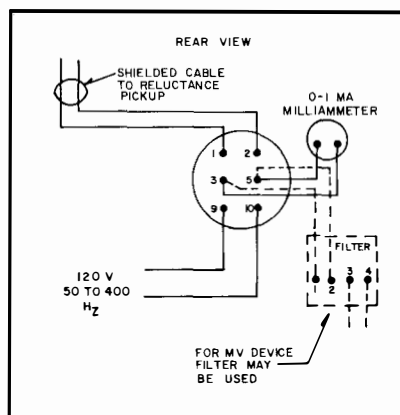 REAR VIEW
SHIELDED CABLE
TO RELUCTANCE
PICKUP
0-1 MA
MILLIAMMETER
1 2
3 5
9 10
FILTER
2 3 4
120 V
50 TO 400
Hz
FOR MV DEVICE
FILTER MAY
BE USED